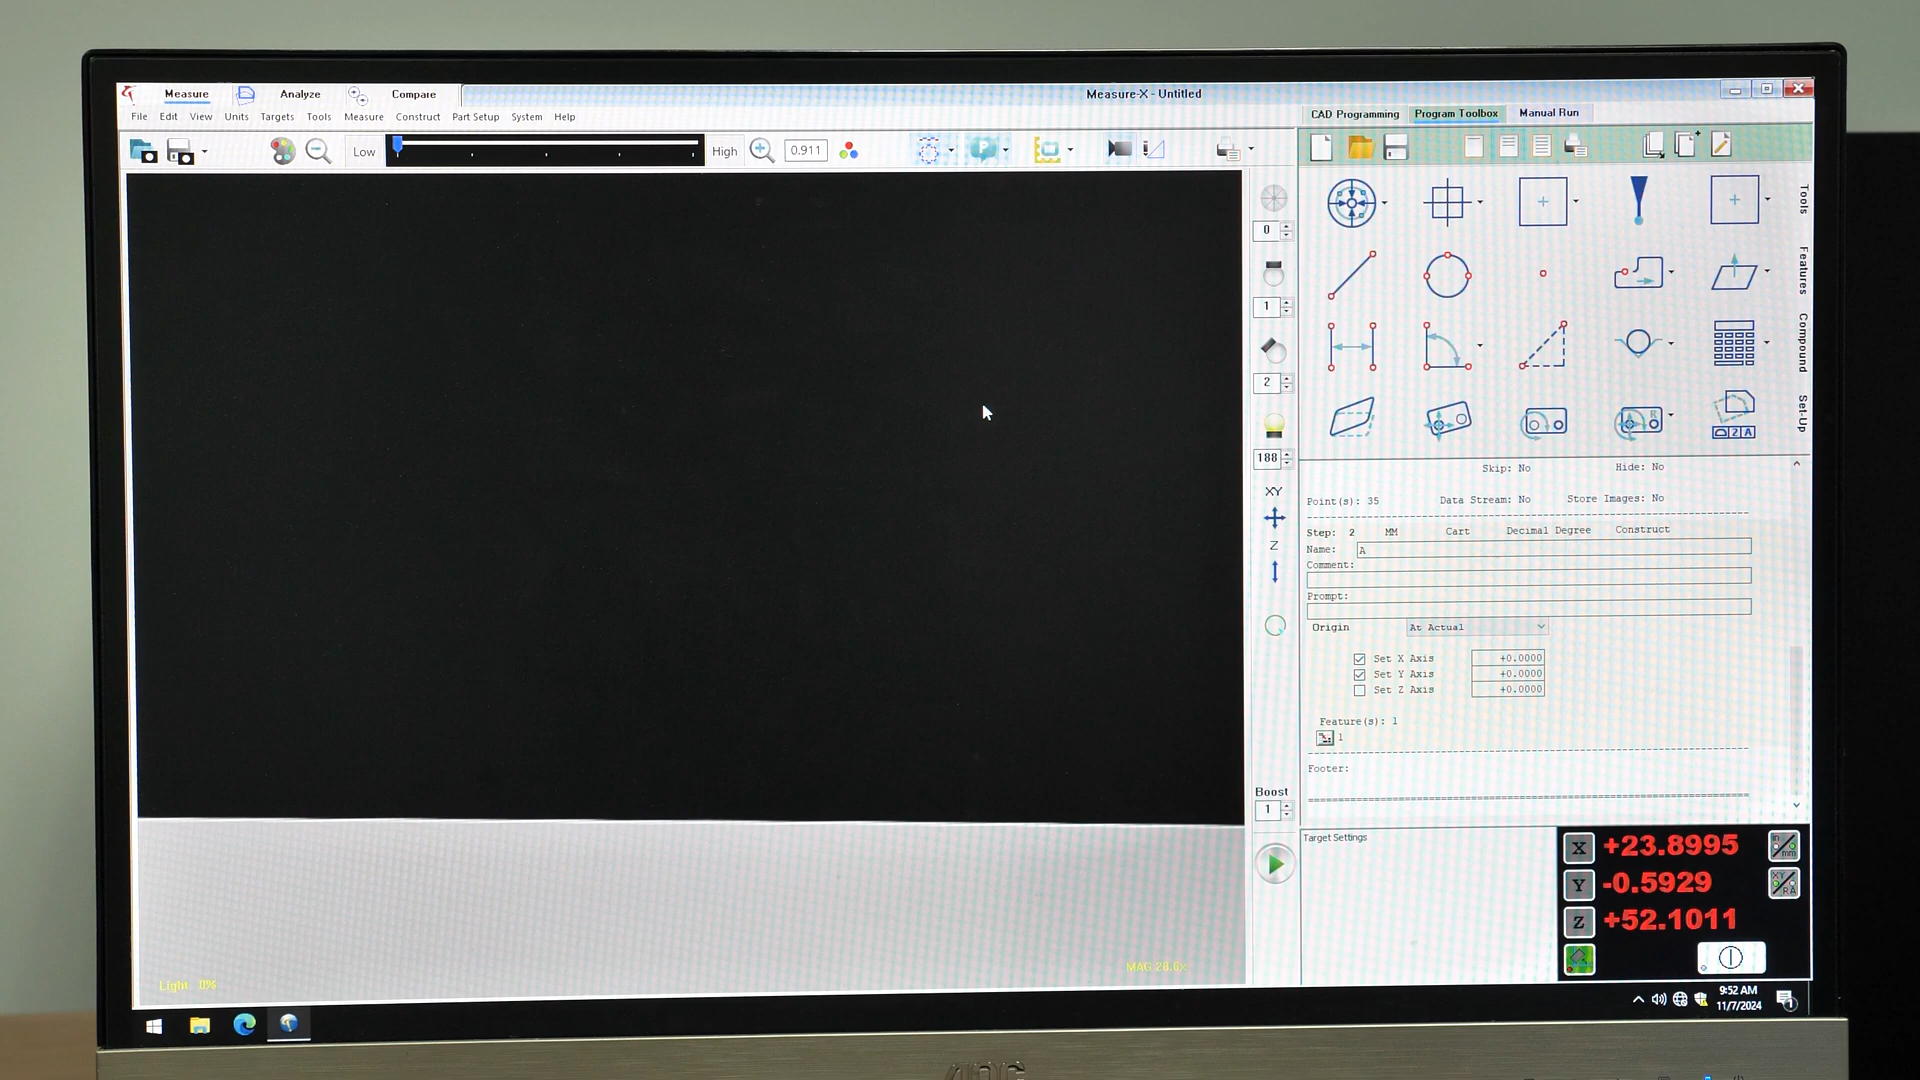 Measure Analyze Compare Measure-X - Untitled
File Edit View Units Targets Tools Measure Construct Part Setup System Help
CAD Programming Program Toolbox Manual Run
Low High 0.911
0
1
2
188
XY
Z
Boost
1
Tools
Features
Compound
Set-Up
Skip: No Hide: No
Point(s): 35 Data Stream: No Store Images: No
Step: 2 MM Cart Decimal Degree Construct
Name: A
Comment:
Prompt:
Origin At Actual
Set X Axis +0.0000
Set Y Axis +0.0000
Set Z Axis +0.0000
Feature(s): 1
1
Footer:
Target Settings
X +23.8995
Y -0.5929
Z +52.1011
Light 0%
9:52 AM
11/7/2024
AOC